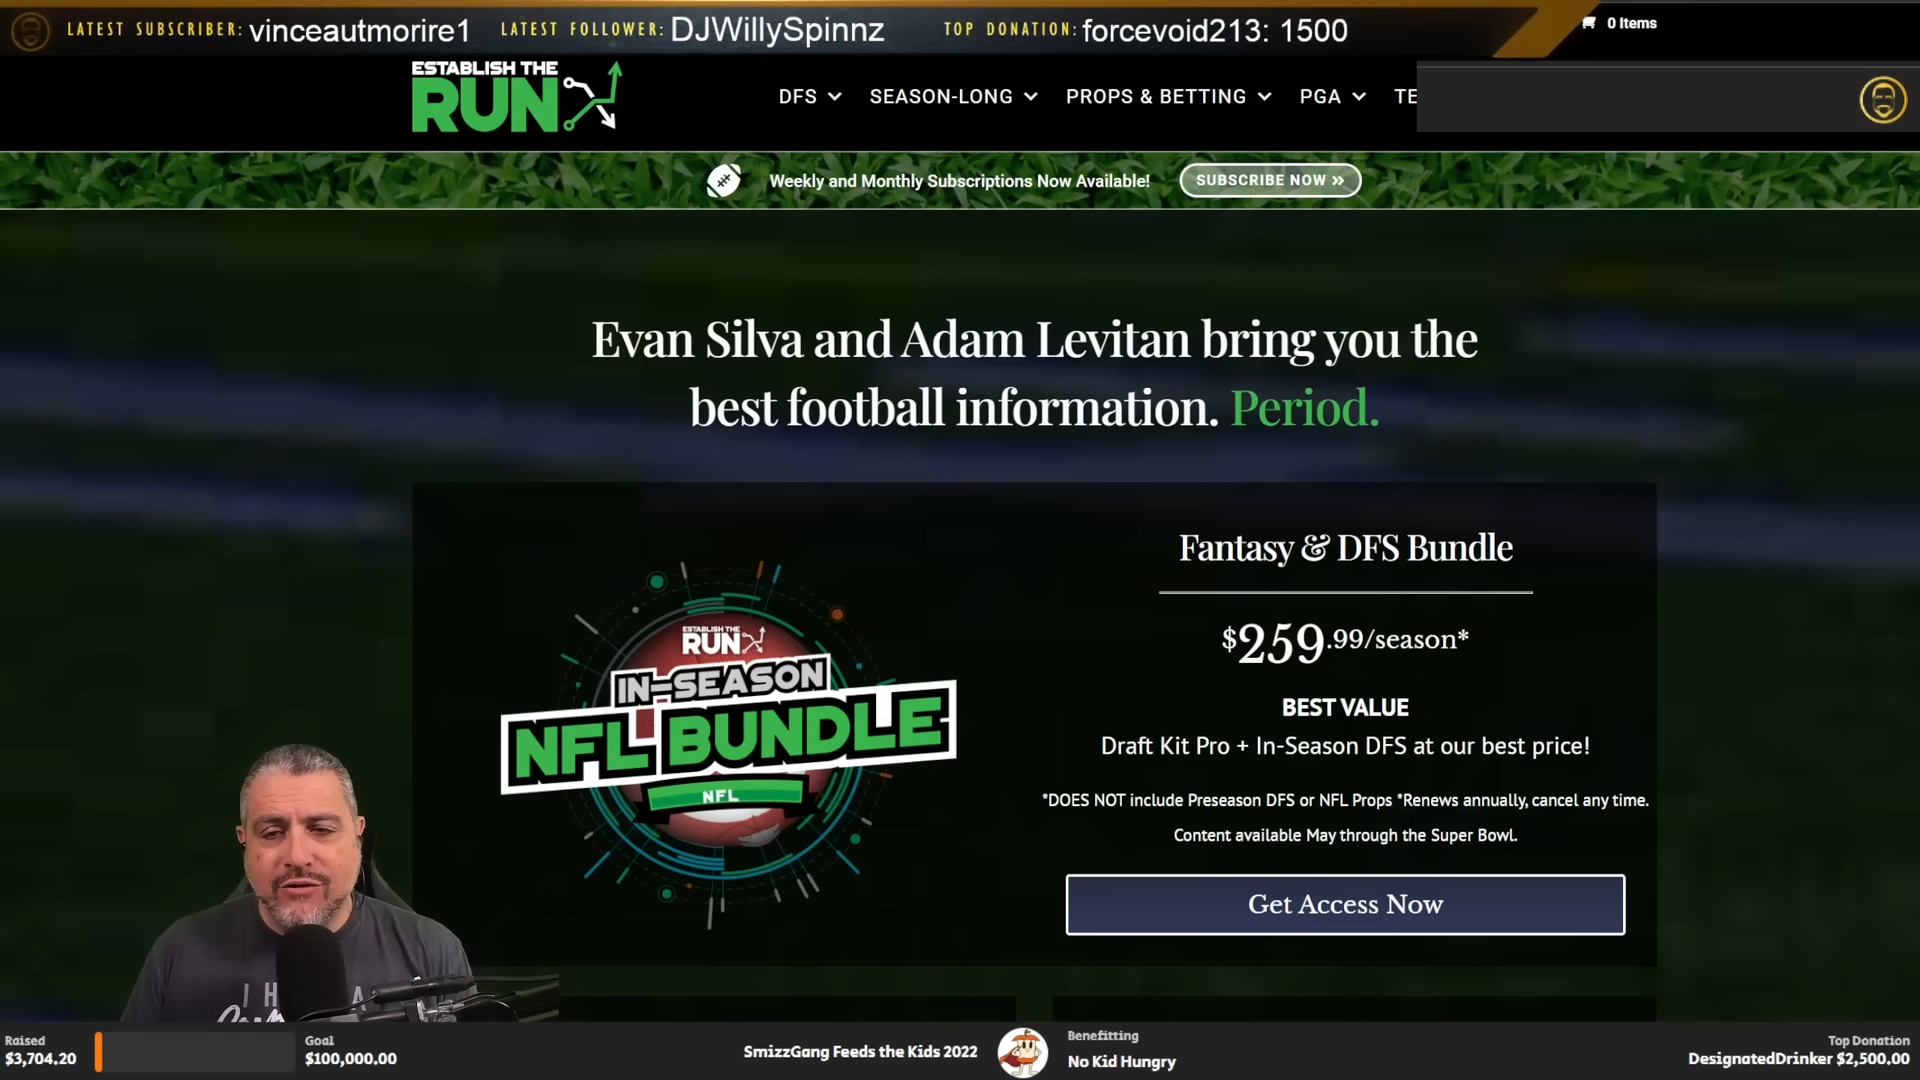 LATEST SUBSCRIBER: vinceautmorire1 LATEST FOLLOWER: DJWillySpinnz TOP DONATION: forcevoid213: 1500
0 Items
ESTABLISH THE
RUN
DFS SEASON-LONG PROPS & BETTING PGA TE
Weekly and Monthly Subscriptions Now Available! SUBSCRIBE NOW »
Evan Silva and Adam Levitan bring you the
best football information. Period.
ESTABLISH THE
RUN
IN-SEASON
NFL BUNDLE
NFL
Fantasy & DFS Bundle
$259.99/season*
BEST VALUE
Draft Kit Pro + In-Season DFS at our best price!
*DOES NOT include Preseason DFS or NFL Props *Renews annually, cancel any time.
Content available May through the Super Bowl.
Get Access Now
Raised
$3,704.20
Goal
$100,000.00
SmizzGang Feeds the Kids 2022
Benefitting
No Kid Hungry
Top Donation
DesignatedDrinker $2,500.00